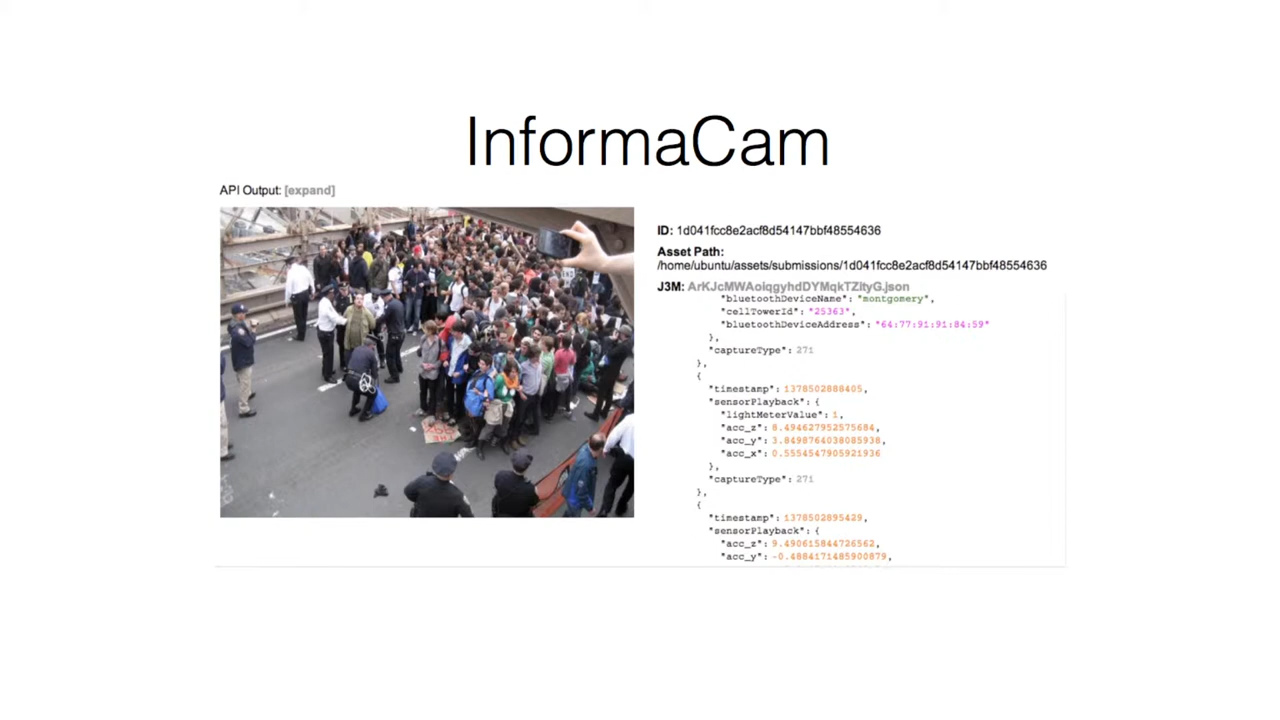 InformaCam
API Output: [expand]
ID: 1d041fcc8e2acf8d54147bbf48554636
Asset Path:
/home/ubuntu/assets/submissions/1d041fcc8e2acf8d54147bbf48554636
J3M: ArKJcMWAoiqgyhdDYMqkTZityG.json
"bluetoothDeviceName": "montgomery",
"cellTowerId": "25363",
"bluetoothDeviceAddress": "64:77:91:91:84:59"
},
"captureType": 271
},
{
"timestamp": 1378502888405,
"sensorPlayback": {
"lightMeterValue": 1,
"acc_z": 8.494627952575684,
"acc_y": 3.8498764038085938,
"acc_x": 0.5554547905921936
},
"captureType": 271
},
{
"timestamp": 1378502895429,
"sensorPlayback": {
"acc_z": 9.490615844726562,
"acc_y": -0.4884171485900879,